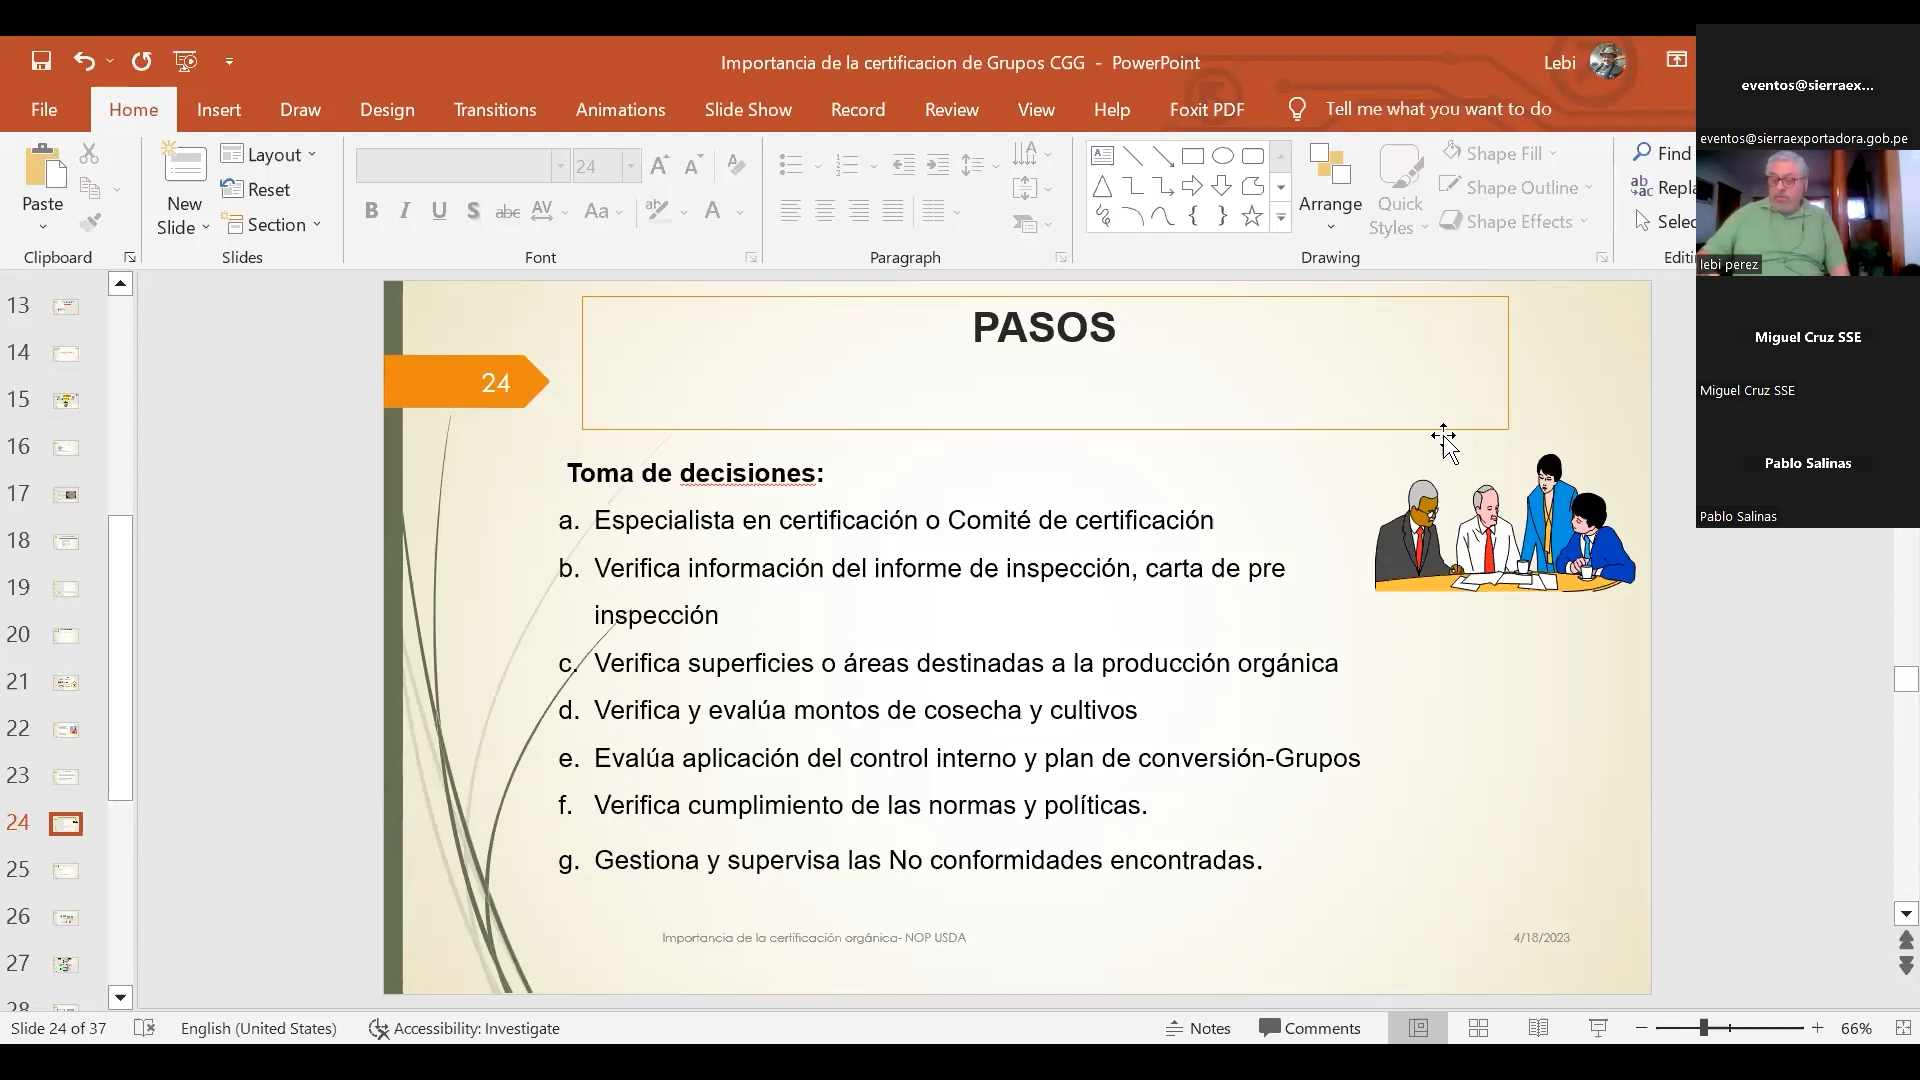 Importancia de la certificacion de Grupos CGG - PowerPoint
Lebi
File Home Insert Draw Design Transitions Animations Slide Show Record Review View Help Foxit PDF Tell me what you want to do
Paste
New
Slide
Layout
Reset
Section
24
Shape Fill
Shape Outline
Shape Effects
Arrange
Quick
Styles
Find
Clipboard
Slides
Font
Paragraph
Drawing
eventos@sierraex...
eventos@sierraexportadora.gob.pe
lebi perez
Miguel Cruz SSE
Miguel Cruz SSE
Pablo Salinas
Pablo Salinas
13
14
15
16
17
18
19
20
21
22
23
24
25
26
27
28
PASOS
24
Toma de decisiones:
a. Especialista en certificación o Comité de certificación
b. Verifica información del informe de inspección, carta de pre
inspección
c. Verifica superficies o áreas destinadas a la producción orgánica
d. Verifica y evalúa montos de cosecha y cultivos
e. Evalúa aplicación del control interno y plan de conversión-Grupos
f. Verifica cumplimiento de las normas y políticas.
g. Gestiona y supervisa las No conformidades encontradas.
Importancia de la certificación orgánica- NOP USDA
4/18/2023
Slide 24 of 37 English (United States) Accessibility: Investigate Notes Comments 66%